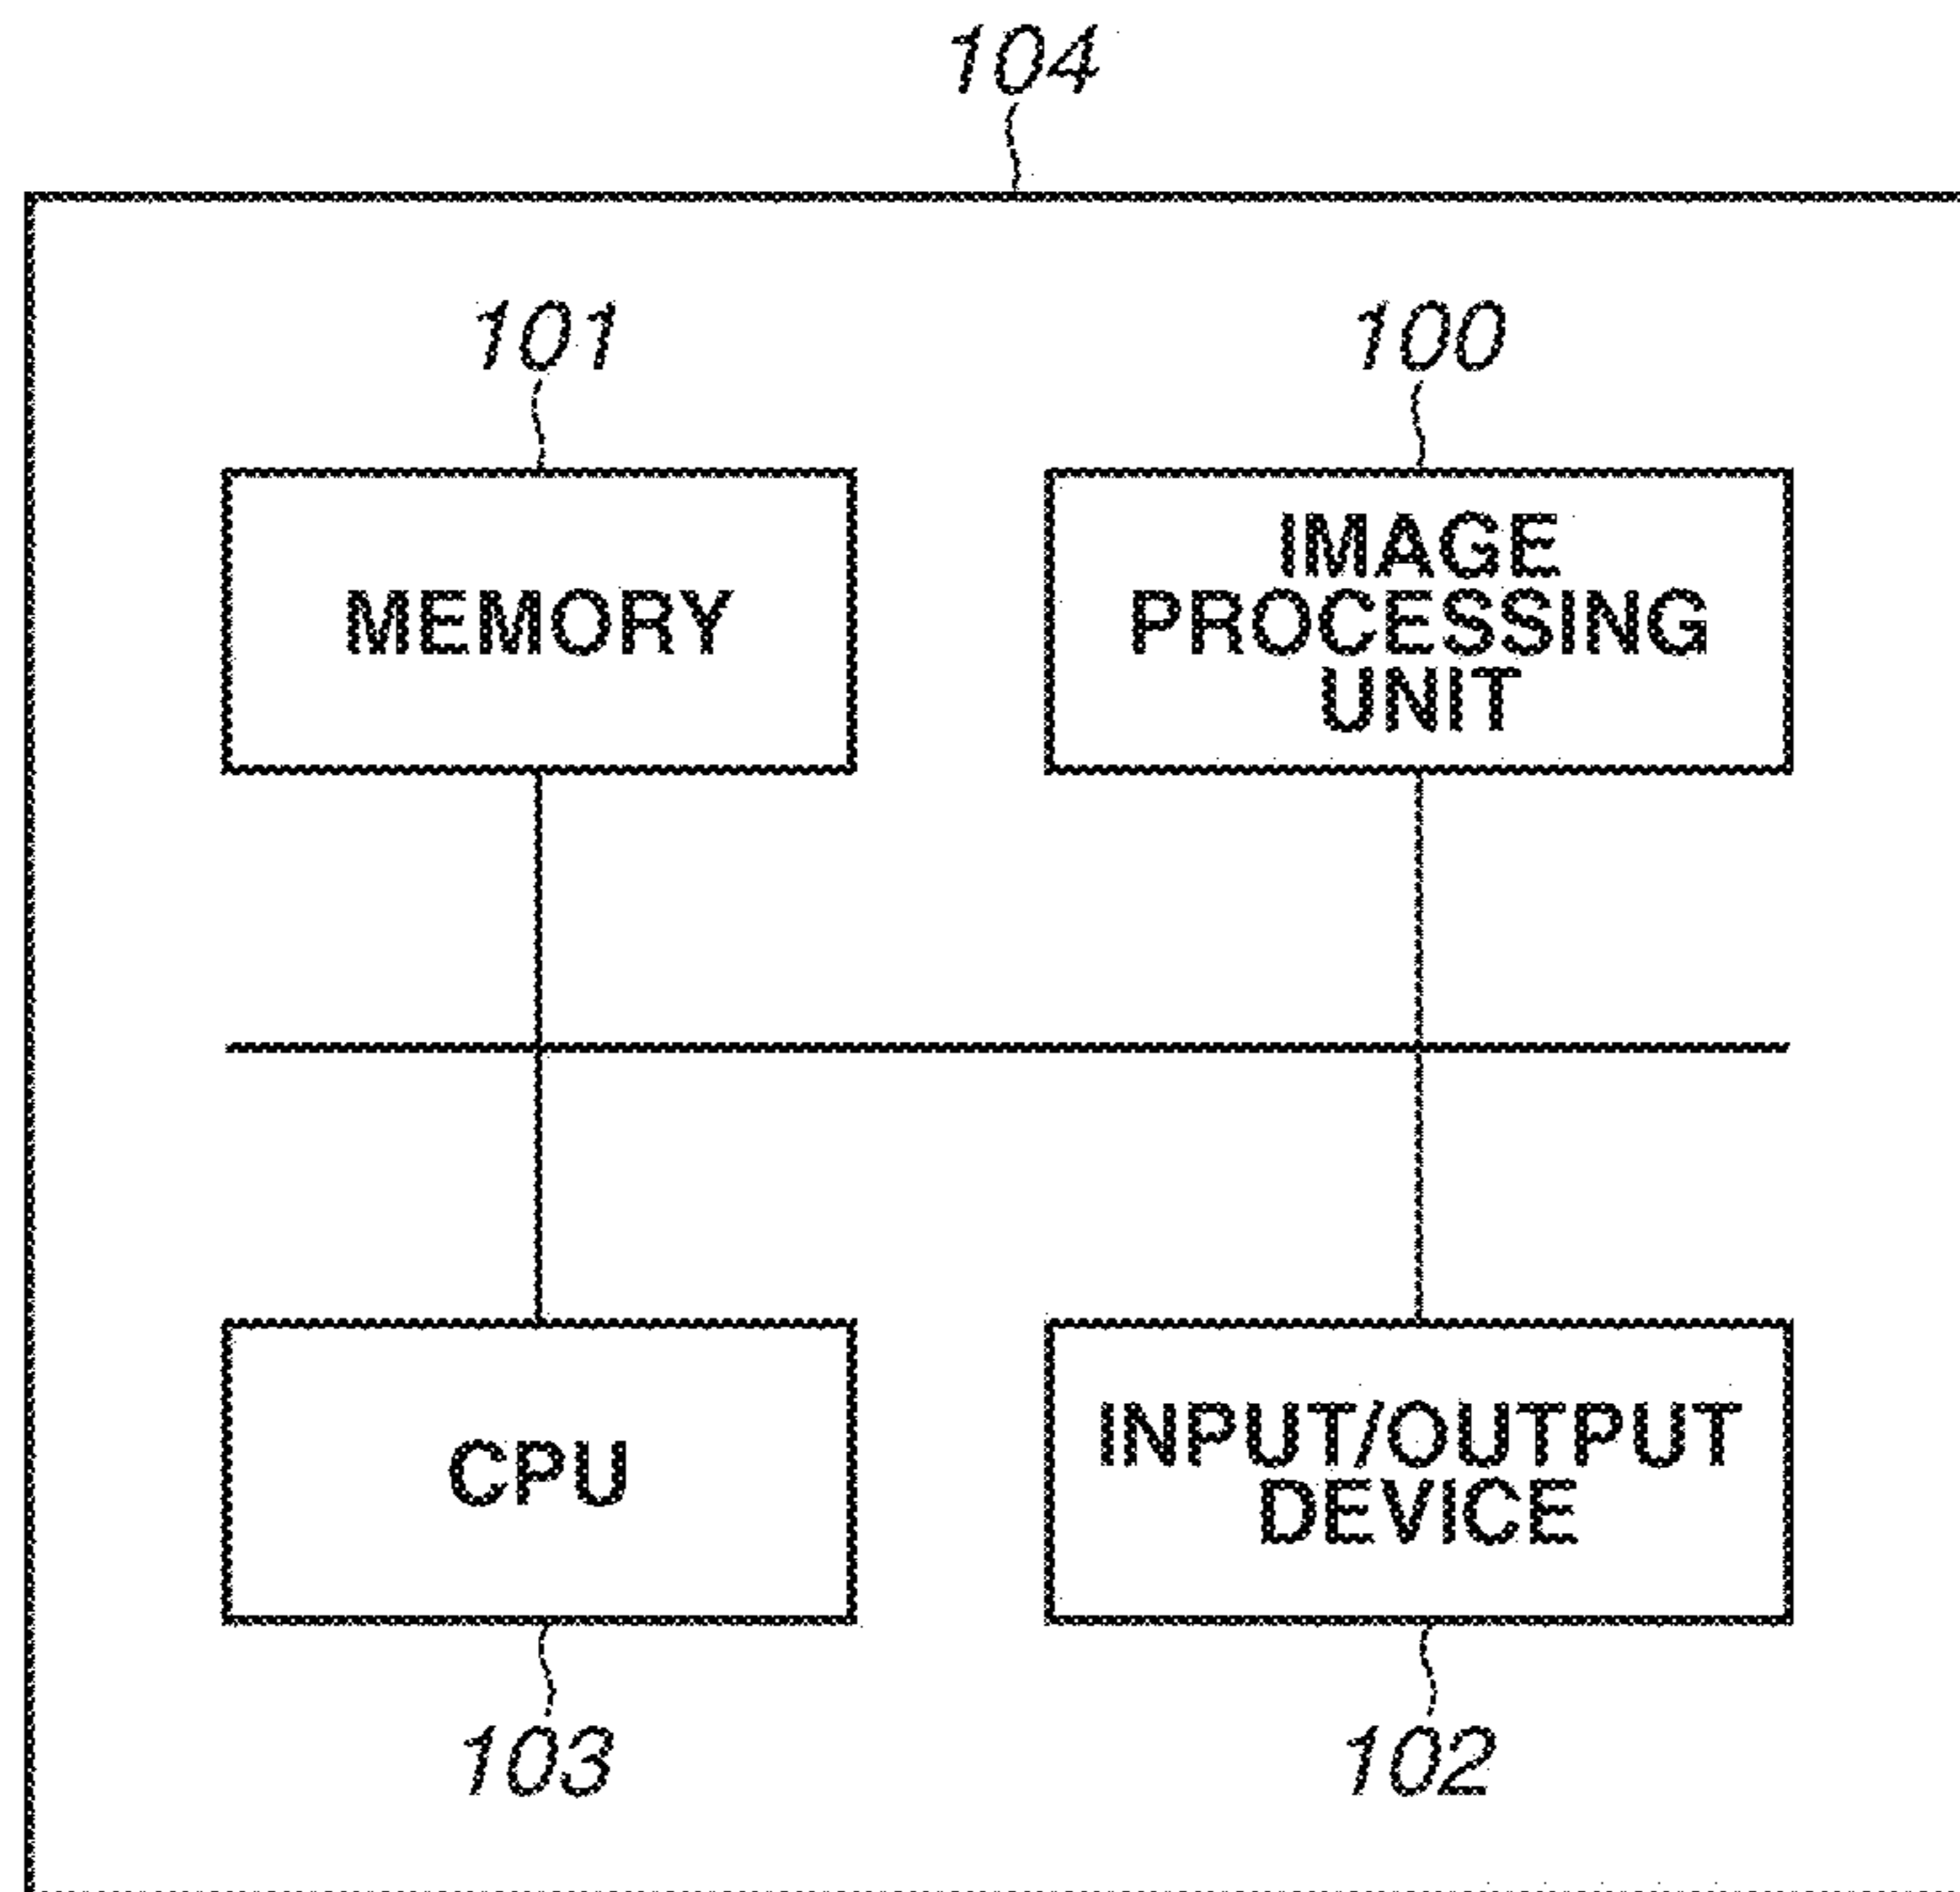 104
101
100
MEMORY
IMAGE
PROCESSING
UNIT
CPU
INPUT/OUTPUT
DEVICE
103
102